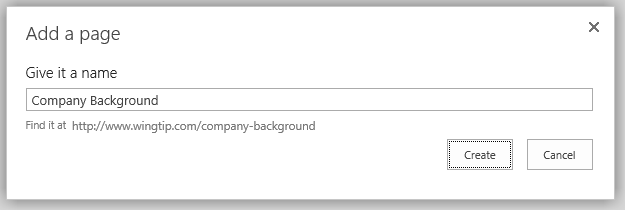 Add a page
Give it a name
Company Background
Find it at http://www.wingtip.com/company-background
Create Cancel